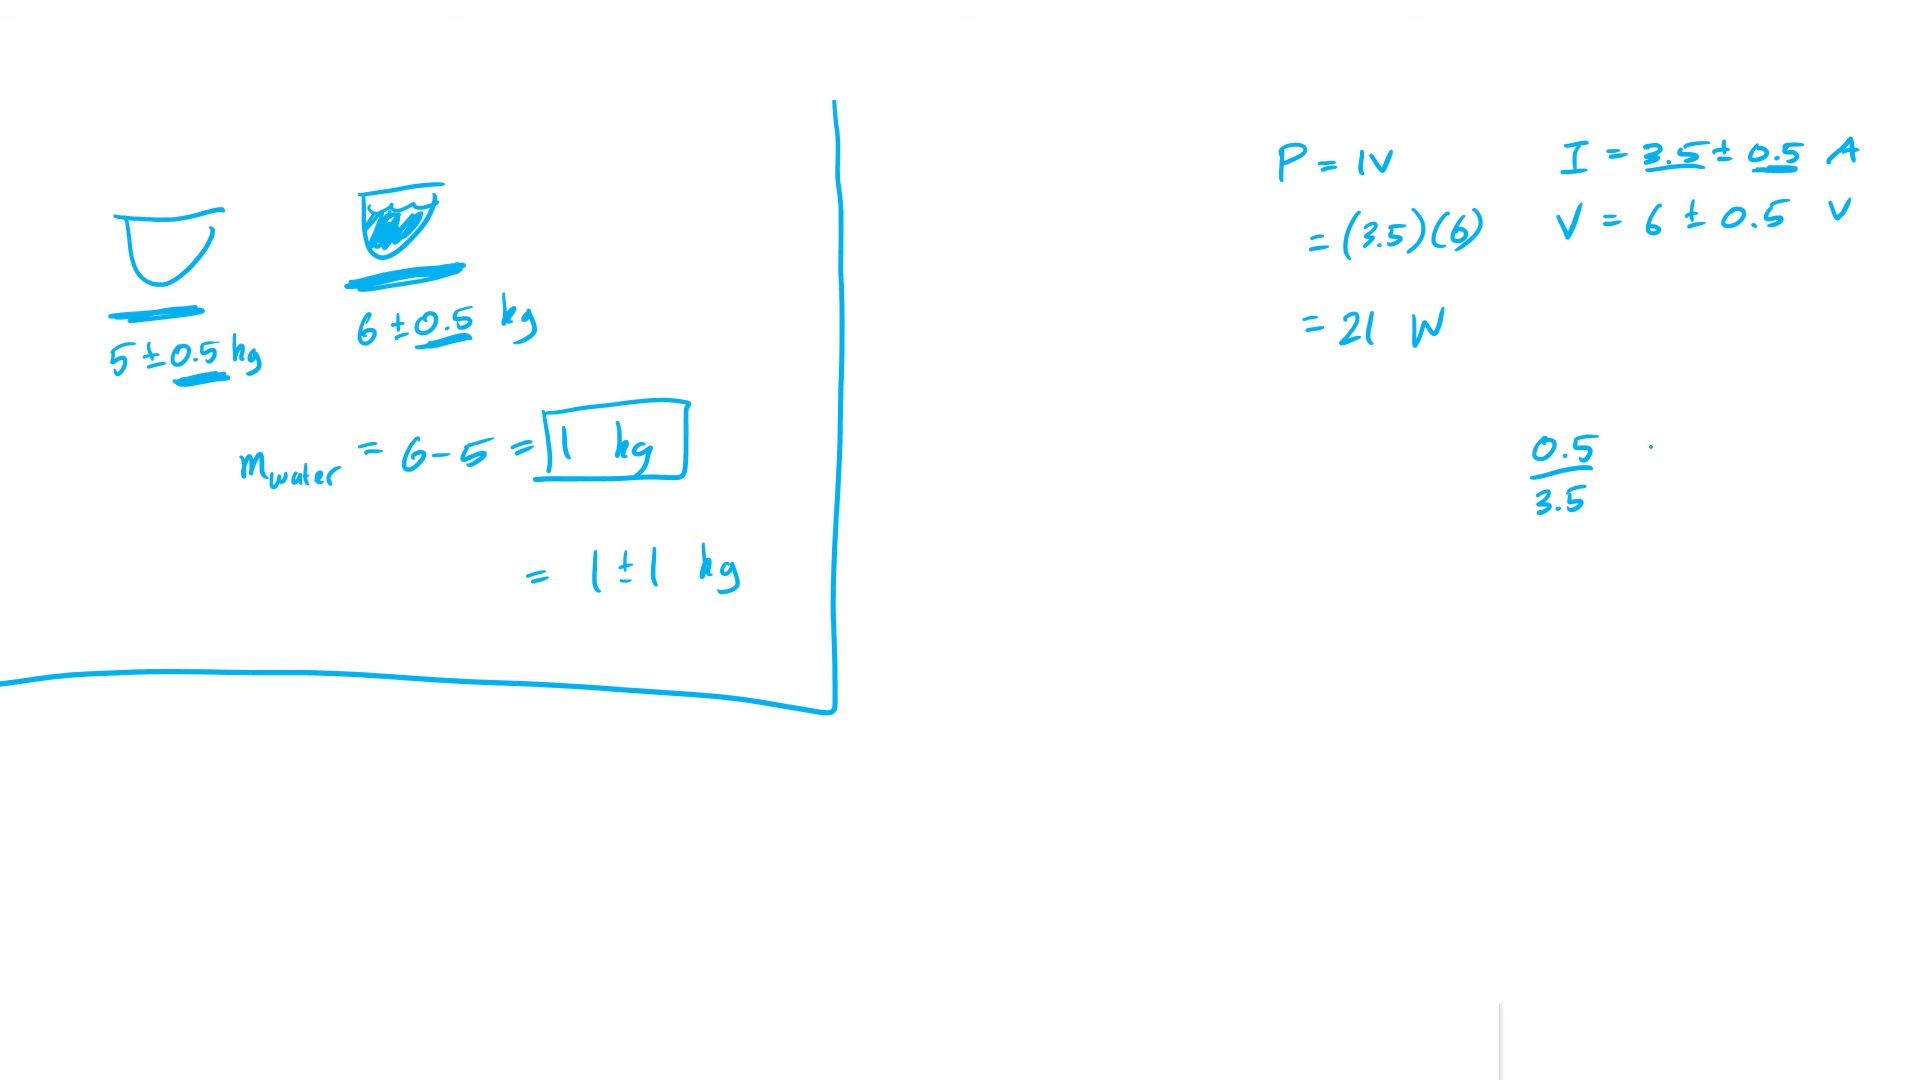 5 ± 0.5 kg
6 ± 0.5 kg
m_water = 6 - 5 = 1 kg
= 1 ± 1 kg
P = IV
= (3.5)(6)
= 21 W
I = 3.5 ± 0.5 A
V = 6 ± 0.5 V
0.5
3.5